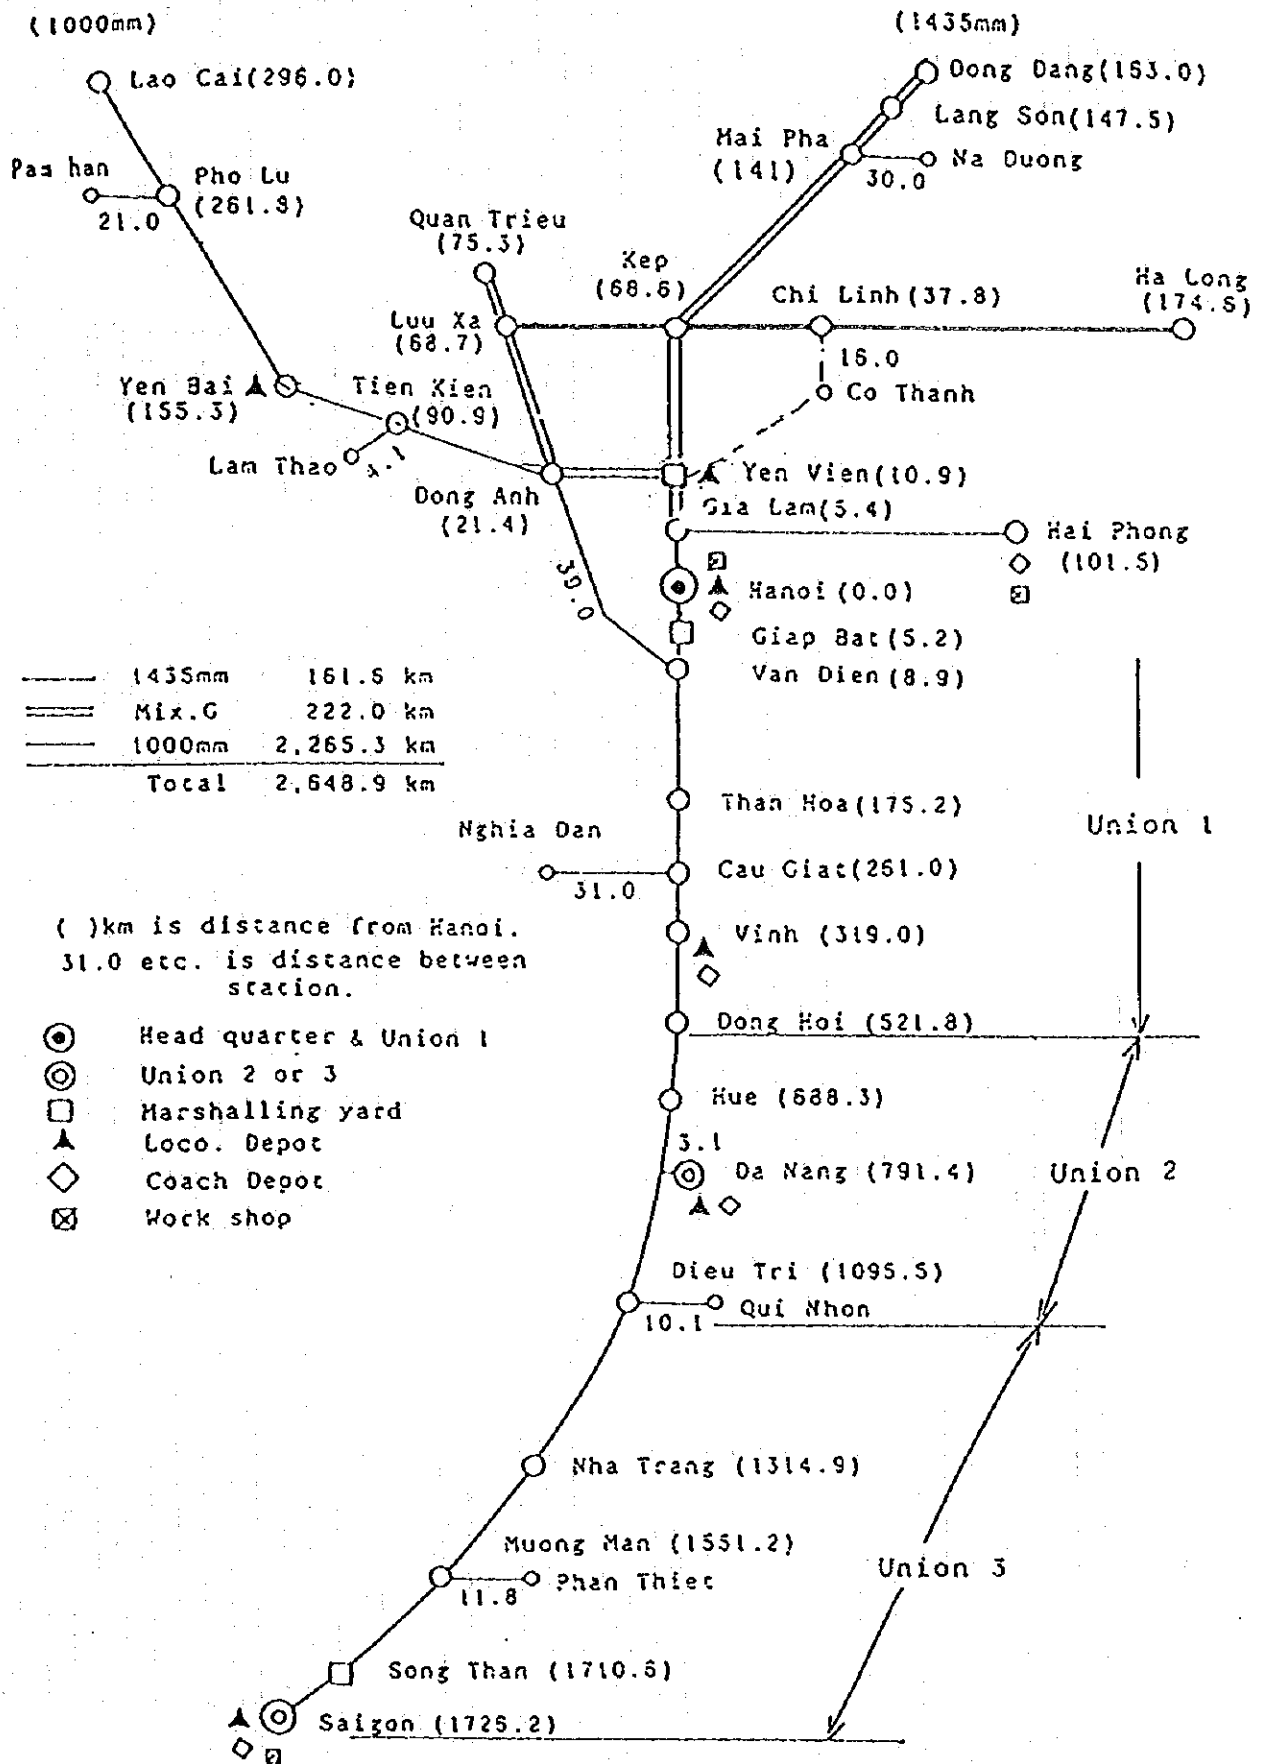 (1000mm)
(1435mm)
Lao Cai(296.0)
Dong Dang(163.0)
Lang Son(147.5)
Mai Pha
(141)
Na Duong
30.0
Pom han
21.0
Pho Lu
(261.8)
Quan Trieu
(75.3)
Kep
(68.6)
Chi Linh(37.8)
Ha Long
(174.5)
Luu Xa
(68.7)
16.0
Co Thanh
Yen Bai
(155.3)
Tien Kien
(90.9)
Lam Thao
Dong Anh
(21.4)
Yen Vien(10.9)
Gia Lam(5.4)
Hai Phong
(101.5)
39.0
Hanoi(0.0)
Giap Bat(5.2)
Van Dien(8.9)
1435mm 161.6 km
Mix.G 222.0 km
1000mm 2,265.3 km
Total 2,648.9 km
Than Hoa(175.2)
Union 1
Nghia Dan
31.0
Cau Giat(261.0)
Vinh (319.0)
( )km is distance from Hanoi.
31.0 etc. is distance between
station.
Dong Hoi (521.8)
Head quarter & Union 1
Union 2 or 3
Marshalling yard
Loco. Depot
Coach Depot
Work shop
Hue (688.3)
3.1
Da Nang (791.4)
Union 2
Dieu Tri (1095.5)
Qui Nhon
10.1
Nha Trang (1314.9)
Muong Man (1551.2)
Phan Thiet
11.8
Union 3
Song Than (1710.6)
Saigon (1726.2)